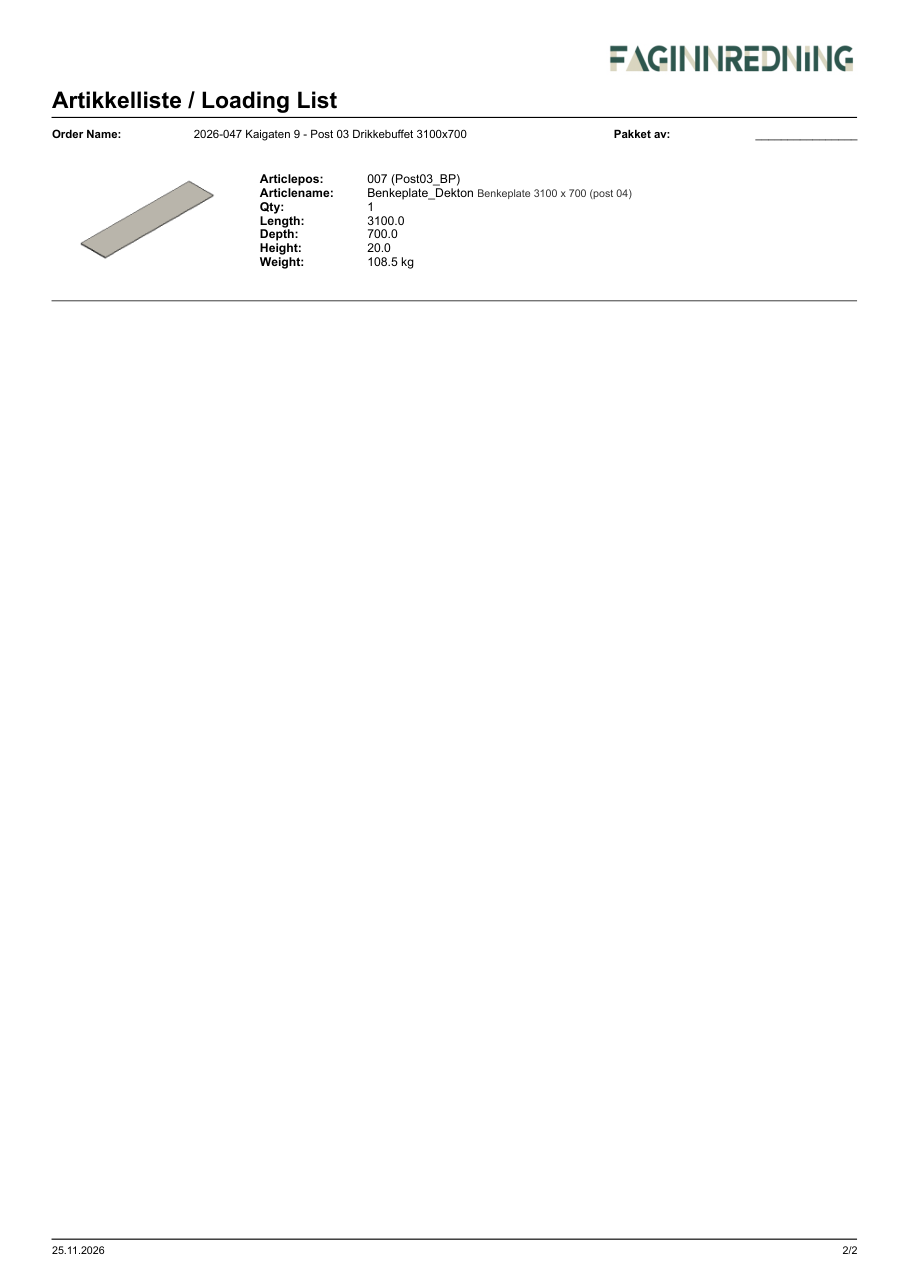 FAGINNREDNING
Artikkelliste / Loading List
Order Name: 2026-047 Kaigaten 9 - Post 03 Drikkebuffet 3100x700 Pakket av: ________________
Articlepos: 007 (Post03_BP)
Articlename: Benkeplate_Dekton Benkeplate 3100 x 700 (post 04)
Qty: 1
Length: 3100.0
Depth: 700.0
Height: 20.0
Weight: 108.5 kg
25.11.2026 2/2